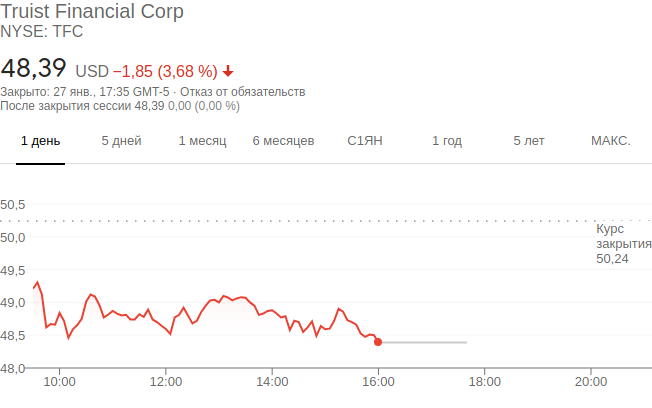 Truist Financial Corp
NYSE: TFC
48,39 USD −1,85 (3,68 %)
Закрыто: 27 янв., 17:35 GMT-5 · Отказ от обязательств
После закрытия сессии 48,39 0,00 (0,00 %)
1 день 5 дней 1 месяц 6 месяцев С1ЯН 1 год 5 лет МАКС.
50,5
Курс
закрытия
50,24
50,0
49,5
49,0
48,5
48,0
10:00 12:00 14:00 16:00 18:00 20:00